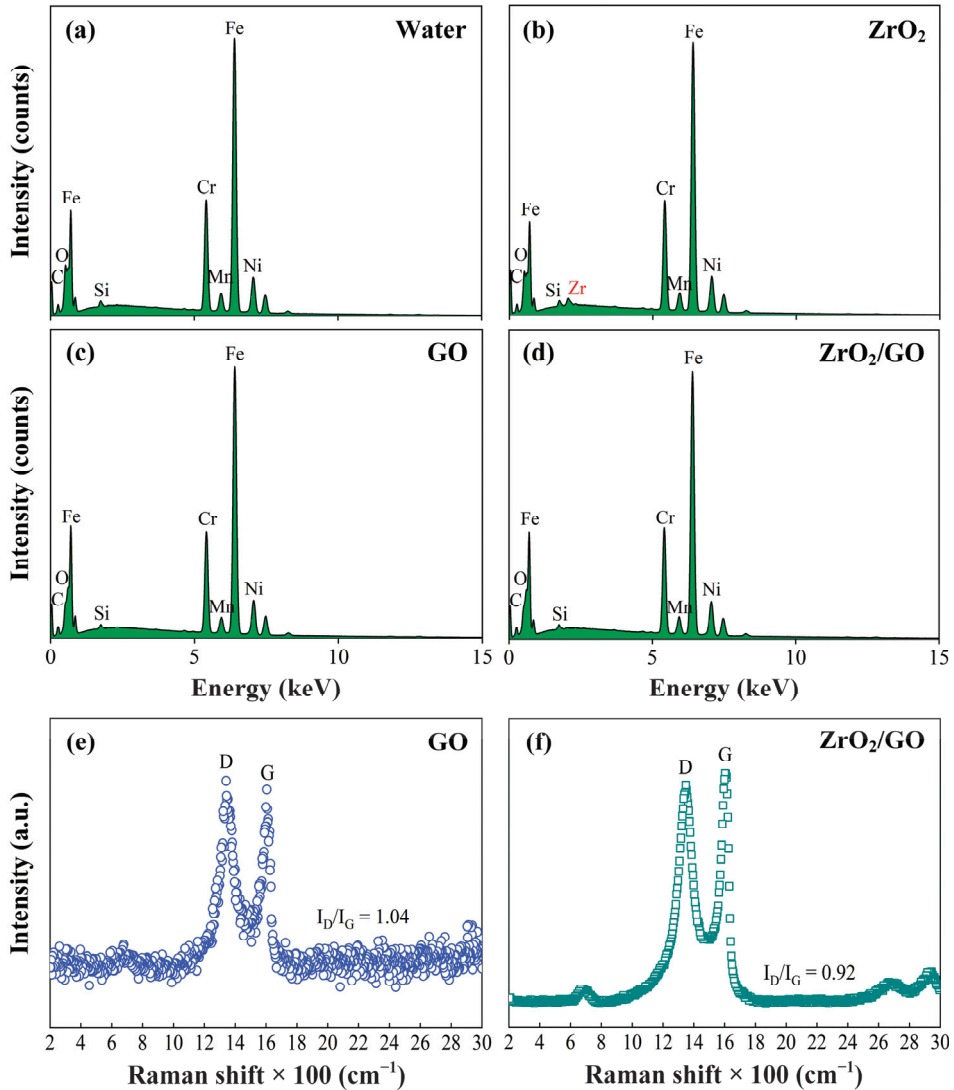 (a) Water
Fe
Cr
Fe
O
C
Si
Mn
Ni
Intensity (counts)
(b) ZrO₂
Fe
Cr
Fe
O
C
Si
Zr
Mn
Ni
(c) GO
Fe
Cr
Fe
O
C
Si
Mn
Ni
Intensity (counts)
0 5 10 15
Energy (keV)
(d) ZrO₂/GO
Fe
Cr
Fe
O
C
Si
Mn
Ni
0 5 10 15
Energy (keV)
(e) GO
D
G
I_D/I_G = 1.04
Intensity (a.u.)
2 4 6 8 10 12 14 16 18 20 22 24 26 28 30
Raman shift × 100 (cm⁻¹)
(f) ZrO₂/GO
D
G
I_D/I_G = 0.92
2 4 6 8 10 12 14 16 18 20 22 24 26 28 30
Raman shift × 100 (cm⁻¹)